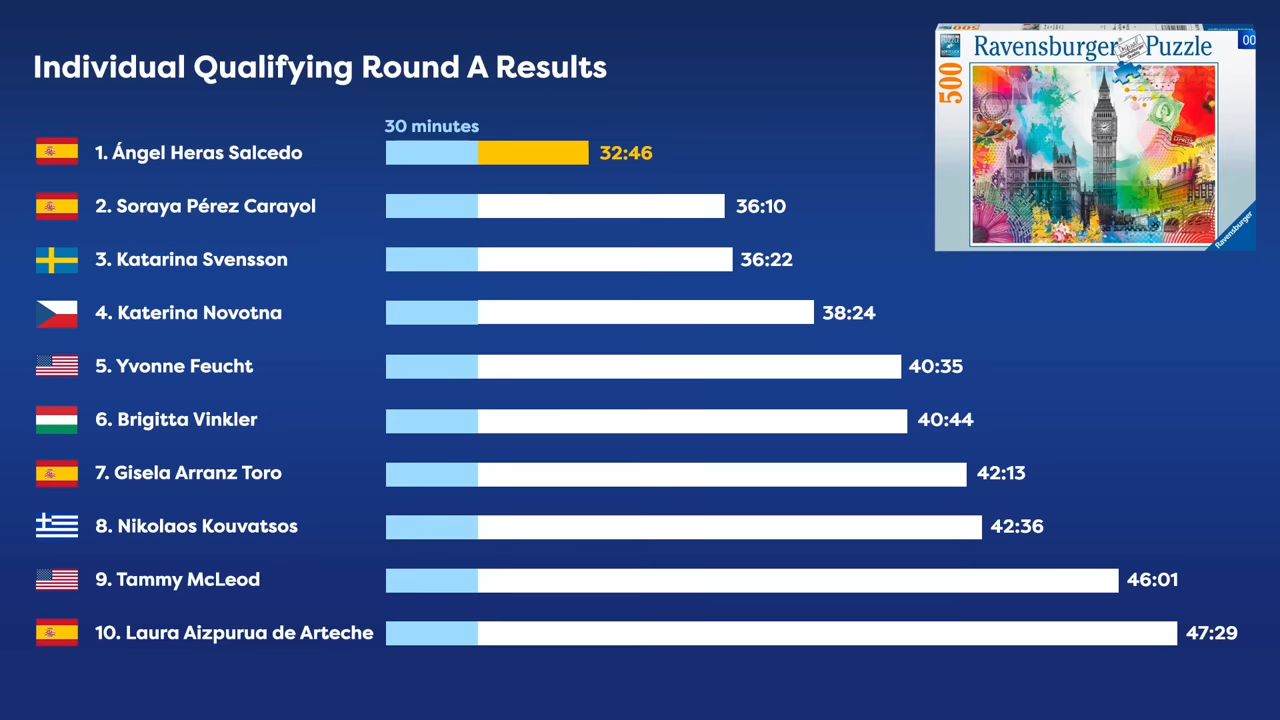 Individual Qualifying Round A Results
30 minutes
1. Ángel Heras Salcedo 32:46
2. Soraya Pérez Carayol 36:10
3. Katarina Svensson 36:22
4. Katerina Novotna 38:24
5. Yvonne Feucht 40:35
6. Brigitta Vinkler 40:44
7. Gisela Arranz Toro 42:13
8. Nikolaos Kouvatsos 42:36
9. Tammy McLeod 46:01
10. Laura Aizpurua de Arteche 47:29
500
00
Ravensburger Puzzle
500
Ravensburger